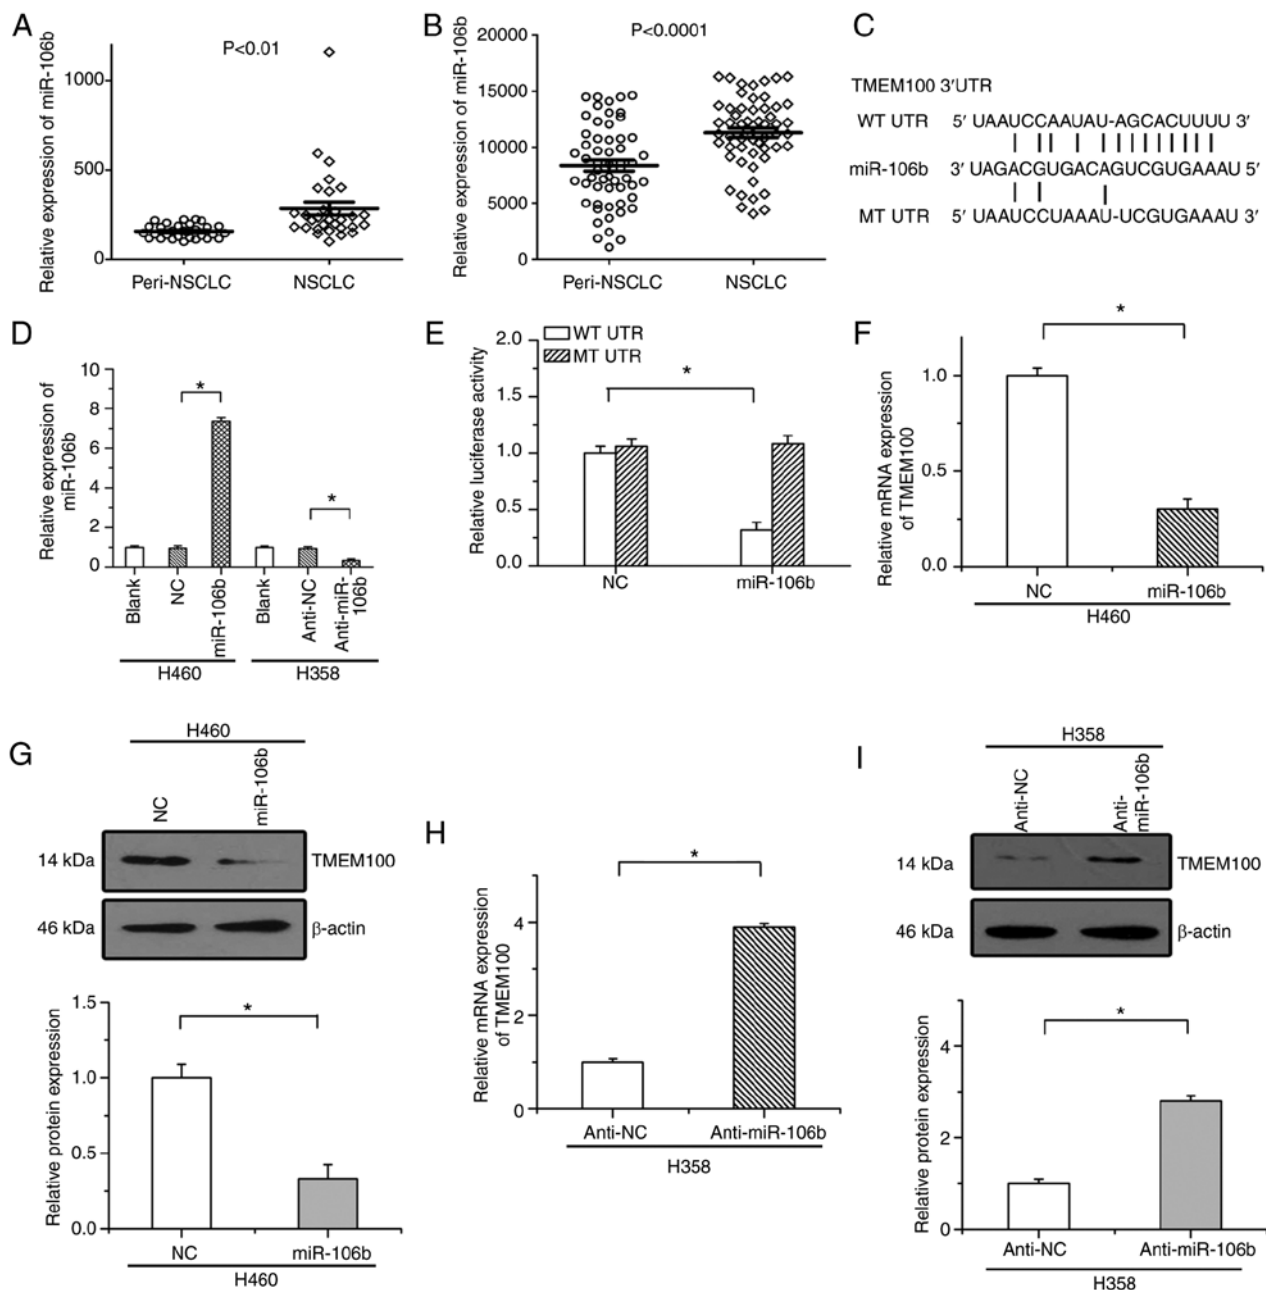 A
Relative expression of miR-106b
P<0.01
1000
500
0
Peri-NSCLC
NSCLC
B
Relative expression of miR-106b
P<0.0001
20000
15000
10000
5000
0
Peri-NSCLC
NSCLC
C
TMEM100 3′UTR
WT UTR 5′ UAAUCCAAUAU-AGCACUUUU 3′
miR-106b 3′ UAGACGUGACAGUCGUGAAAU 5′
MT UTR 5′ UAAUCCUAAAU-UCGUGAAAU 3′
D
Relative expression of
miR-106b
10
8
6
4
2
0
*
*
Blank
NC
miR-106b
Blank
Anti-NC
Anti-miR-
106b
H460
H358
E
Relative luciferase activity
WT UTR
MT UTR
2.0
1.5
1.0
0.5
0.0
*
NC
miR-106b
F
Relative mRNA expression
of TMEM100
1.0
0.5
0.0
*
NC
miR-106b
H460
G
H460
NC
miR-106b
14 kDa
TMEM100
46 kDa
β-actin
Relative protein expression
1.5
1.0
0.5
0.0
*
NC
miR-106b
H460
H
Relative mRNA expression
of TMEM100
4
2
0
*
Anti-NC
Anti-miR-106b
H358
I
H358
Anti-NC
Anti-
miR-106b
14 kDa
TMEM100
46 kDa
β-actin
Relative protein expression
4
2
0
*
Anti-NC
Anti-miR-106b
H358